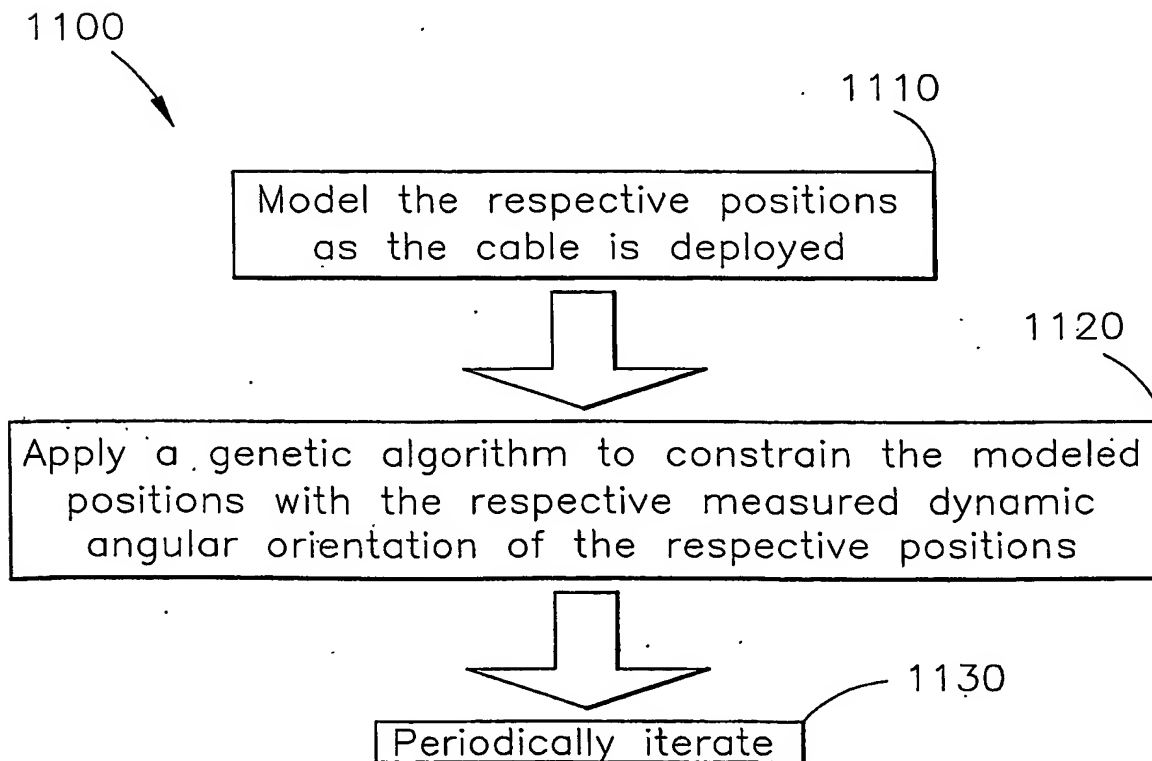 1100
1110
Model the respective positions
as the cable is deployed
1120
Apply a genetic algorithm to constrain the modeled
positions with the respective measured dynamic
angular orientation of the respective positions
1130
Periodically iterate